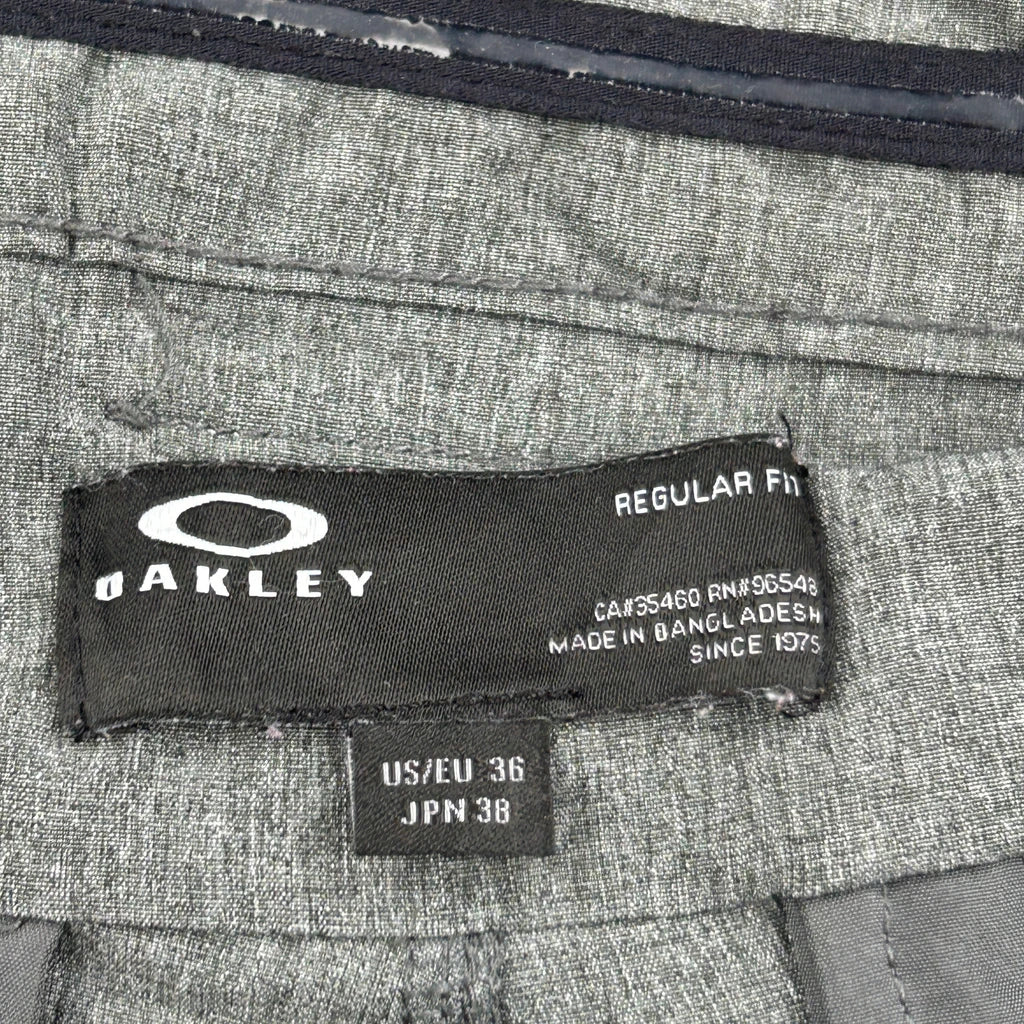 OAKLEY
REGULAR FIT
CA#35460 RN#96548
MADE IN BANGLADESH
SINCE 1975
US/EU 36
JPN 38